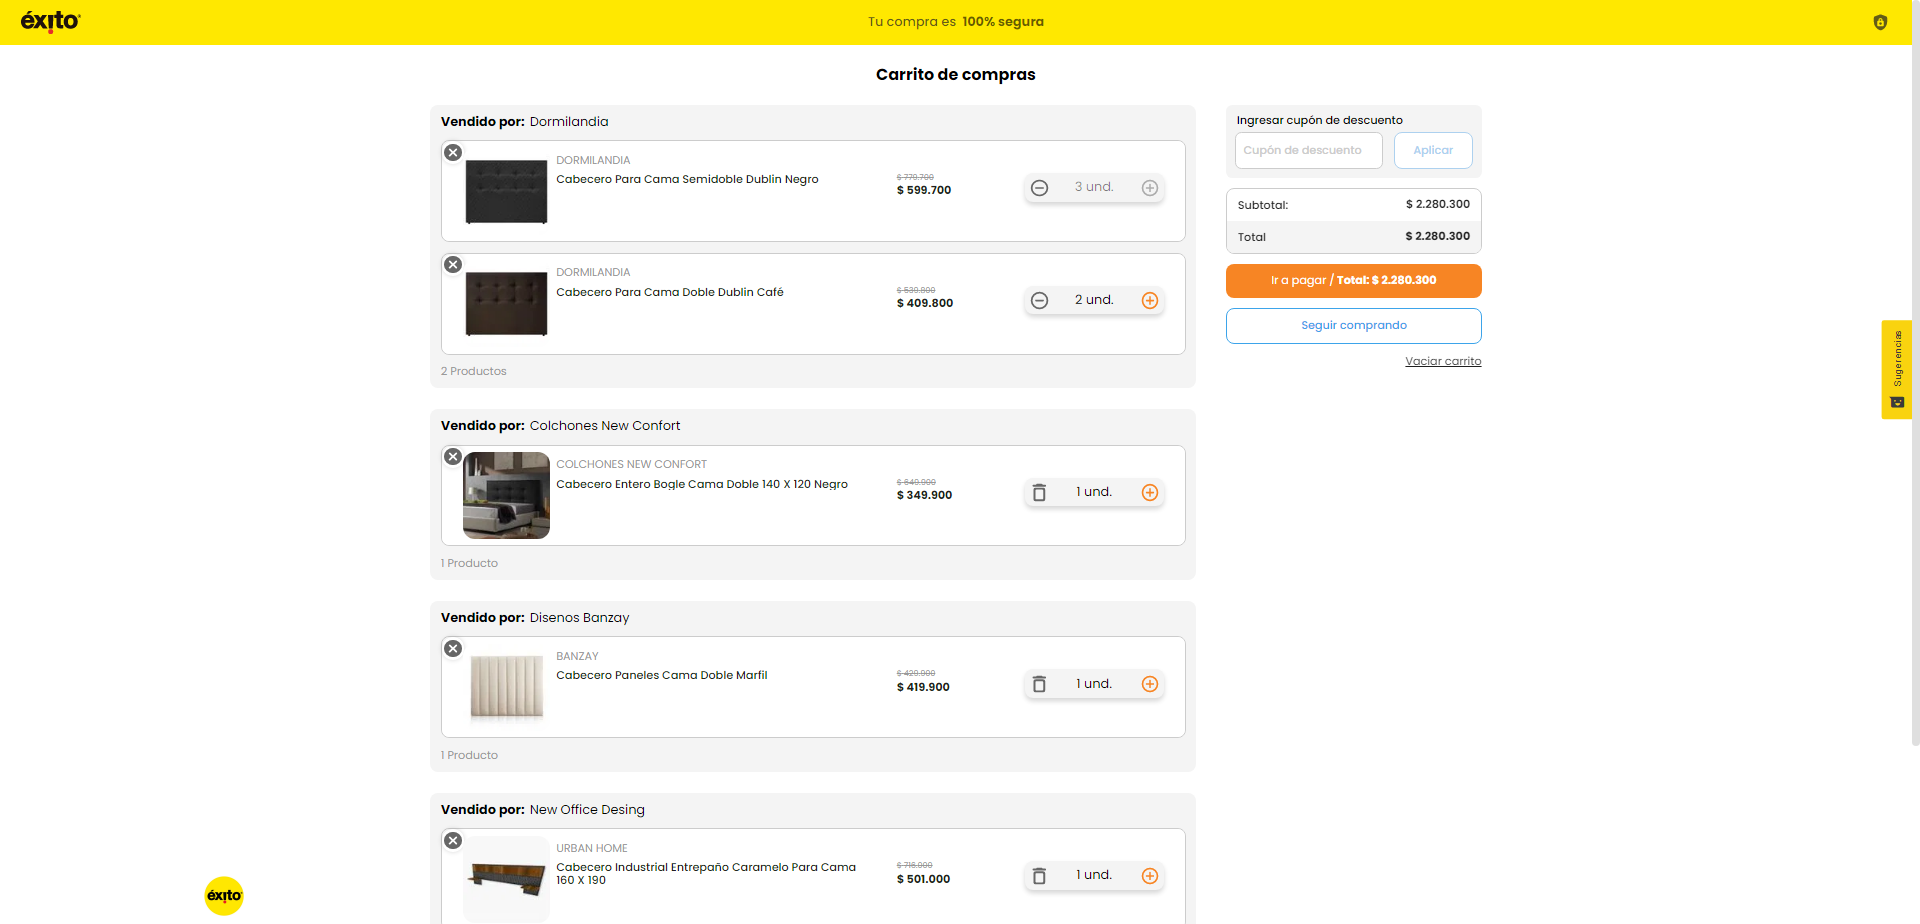 éxito
Tu compra es 100% segura
Carrito de compras
Vendido por: Dormilandia
DORMILANDIA
Cabecero Para Cama Semidoble Dublin Negro
$ 779.700
$ 599.700
3 und.
DORMILANDIA
Cabecero Para Cama Doble Dublin Café
$ 539.800
$ 409.800
2 und.
2 Productos
Vendido por: Colchones New Confort
COLCHONES NEW CONFORT
Cabecero Entero Bogle Cama Doble 140 X 120 Negro
$ 649.900
$ 349.900
1 und.
1 Producto
Vendido por: Disenos Banzay
BANZAY
Cabecero Paneles Cama Doble Marfil
$ 429.900
$ 419.900
1 und.
1 Producto
Vendido por: New Office Desing
URBAN HOME
Cabecero Industrial Entrepaño Caramelo Para Cama
160 X 190
$ 716.000
$ 501.000
1 und.
Ingresar cupón de descuento
Cupón de descuento
Aplicar
Subtotal: $ 2.280.300
Total $ 2.280.300
Ir a pagar / Total: $ 2.280.300
Seguir comprando
Vaciar carrito
Sugerencias
éxito